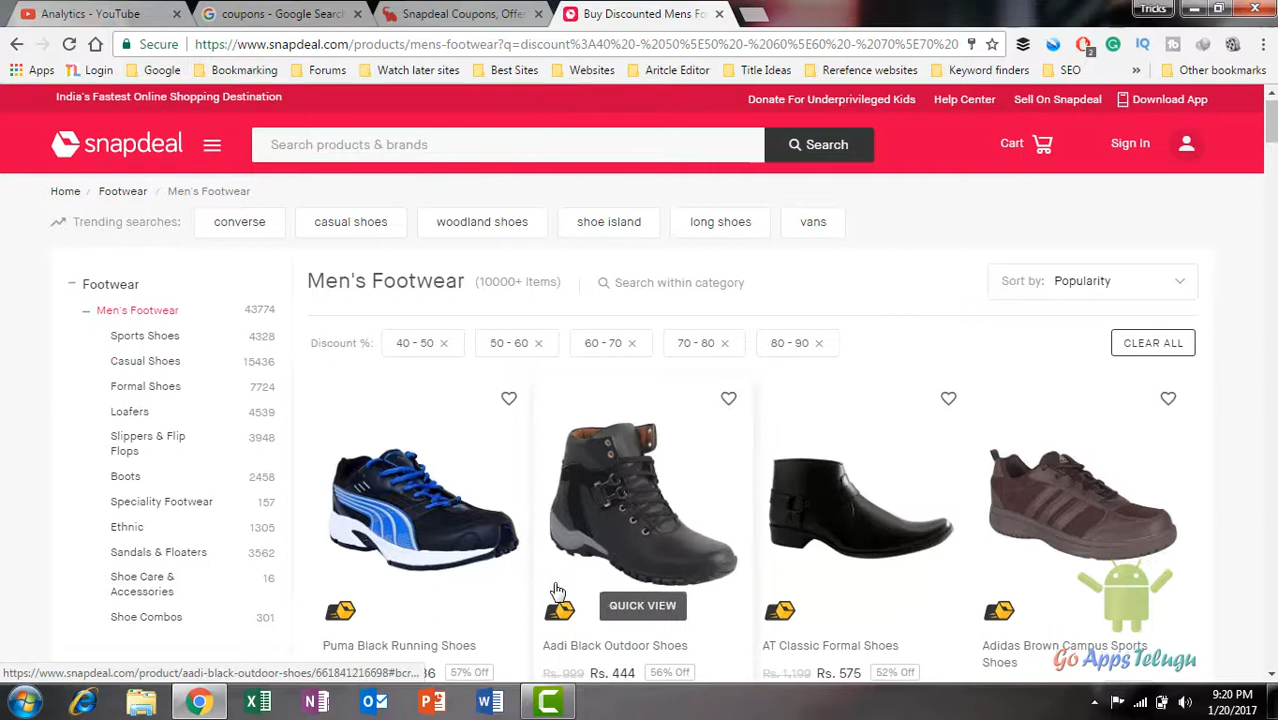 Analytics - YouTube
coupons - Google Search
Snapdeal Coupons, Offer
Buy Discounted Mens Fo
Tricks
Secure
https://www.snapdeal.com/products/mens-footwear?q=discount%3A40%20-%2050%5E50%20-%2060%5E60%20-%2070%5E70%20
Apps
Login
Google
Bookmarking
Forums
Watch later sites
Best Sites
Websites
Aritcle Editor
Title Ideas
Rerefence websites
Keyword finders
SEO
Other bookmarks
India's Fastest Online Shopping Destination
Donate For Underprivileged Kids
Help Center
Sell On Snapdeal
Download App
snapdeal
Search products & brands
Search
Cart
Sign In
Home / Footwear / Men's Footwear
Trending searches:
converse
casual shoes
woodland shoes
shoe island
long shoes
vans
Footwear
Men's Footwear 43774
Sports Shoes 4328
Casual Shoes 15436
Formal Shoes 7724
Loafers 4539
Slippers & Flip Flops 3948
Boots 2458
Speciality Footwear 157
Ethnic 1305
Sandals & Floaters 3562
Shoe Care & Accessories 16
Shoe Combos 301
Men's Footwear (10000+ Items)
Search within category
Sort by: Popularity
Discount %:
40 - 50 ×
50 - 60 ×
60 - 70 ×
70 - 80 ×
80 - 90 ×
CLEAR ALL
QUICK VIEW
Puma Black Running Shoes
57% Off
Aadi Black Outdoor Shoes
Rs. 999 Rs. 444 56% Off
AT Classic Formal Shoes
Rs. 1,199 Rs. 575 52% Off
Adidas Brown Campus Sports Shoes
Go Apps Telugu
https://www.snapdeal.com/product/aadi-black-outdoor-shoes/661841216698#bcr...
9:20 PM
1/20/2017